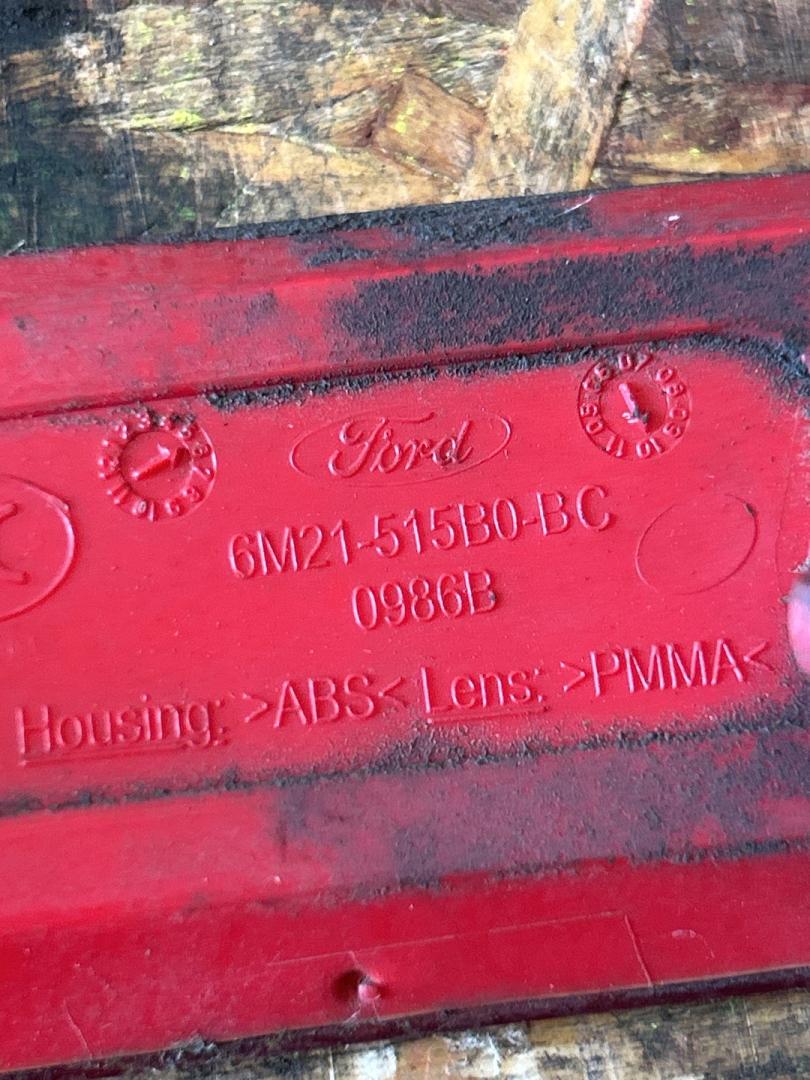 Ford
6M21-515B0-BC
0986B
Housing: >ABS< Lens: >PMMA<